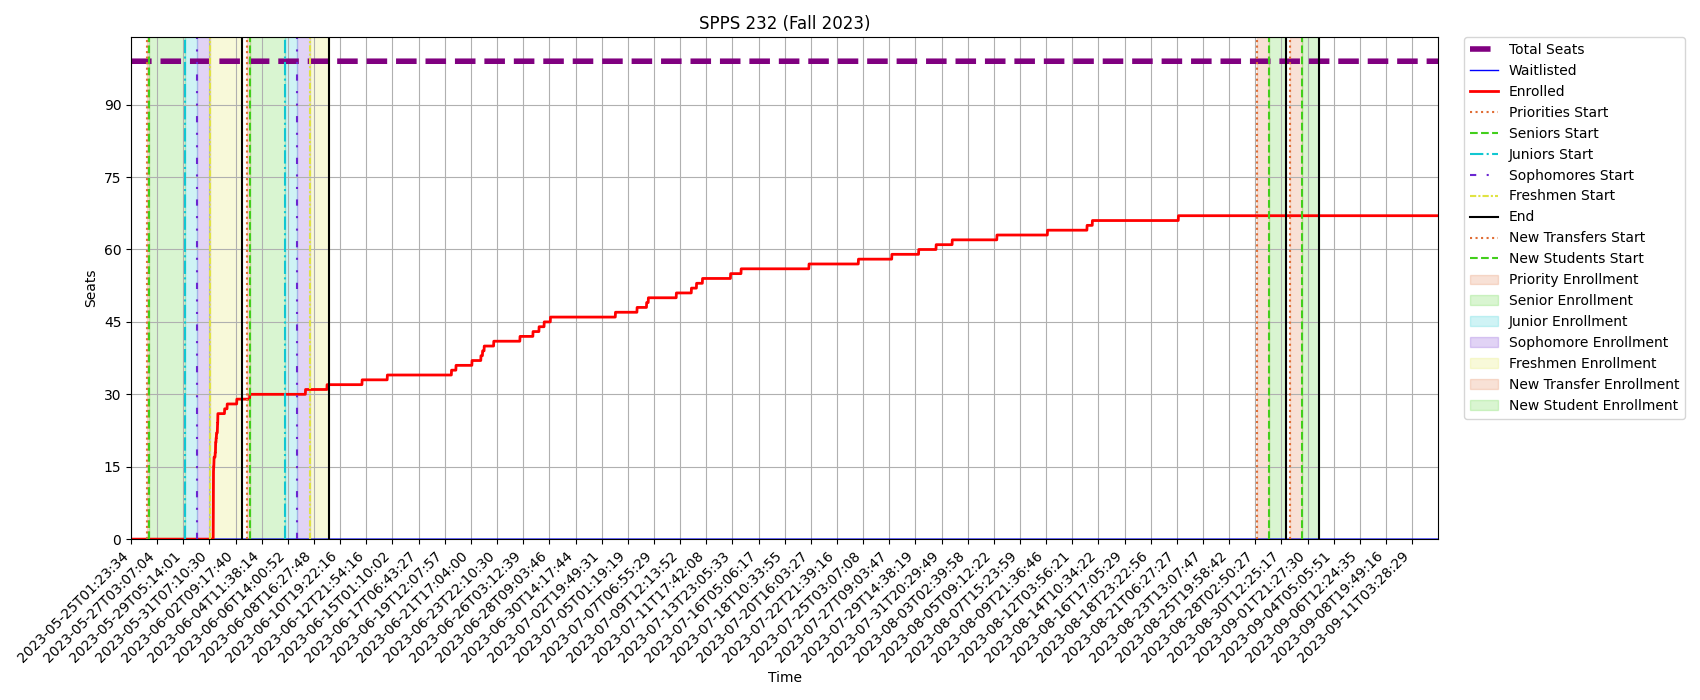 SPPS 232 (Fall 2023)
Total Seats
Waitlisted
Enrolled
Priorities Start
Seniors Start
Juniors Start
Sophomores Start
Freshmen Start
End
New Transfers Start
New Students Start
Priority Enrollment
Senior Enrollment
Junior Enrollment
Sophomore Enrollment
Freshmen Enrollment
New Transfer Enrollment
New Student Enrollment
Seats
90
75
60
45
30
15
0
2023-05-25T01:23:34
2023-05-27T03:07:04
2023-05-29T05:14:01
2023-05-31T07:10:30
2023-06-02T09:17:40
2023-06-04T11:38:14
2023-06-06T14:00:52
2023-06-08T16:27:48
2023-06-10T19:22:16
2023-06-12T21:54:16
2023-06-15T01:10:02
2023-06-17T06:43:27
2023-06-19T12:07:57
2023-06-21T17:04:00
2023-06-23T22:10:30
2023-06-26T03:12:39
2023-06-28T09:03:46
2023-06-30T14:17:44
2023-07-02T19:49:31
2023-07-05T01:19:19
2023-07-07T06:55:29
2023-07-09T12:13:52
2023-07-11T17:42:08
2023-07-13T23:05:33
2023-07-16T05:06:17
2023-07-18T10:33:55
2023-07-20T16:03:27
2023-07-22T21:39:16
2023-07-25T03:07:08
2023-07-27T09:03:47
2023-07-29T14:38:19
2023-07-31T20:29:49
2023-08-03T02:39:58
2023-08-05T09:12:22
2023-08-07T15:23:59
2023-08-09T21:36:46
2023-08-12T03:56:21
2023-08-14T10:34:22
2023-08-16T17:05:29
2023-08-18T23:22:56
2023-08-21T06:27:27
2023-08-23T13:07:47
2023-08-25T19:58:42
2023-08-28T02:50:27
2023-08-30T12:25:17
2023-09-01T21:27:30
2023-09-04T05:05:51
2023-09-06T12:24:35
2023-09-08T19:49:16
2023-09-11T03:28:29
Time